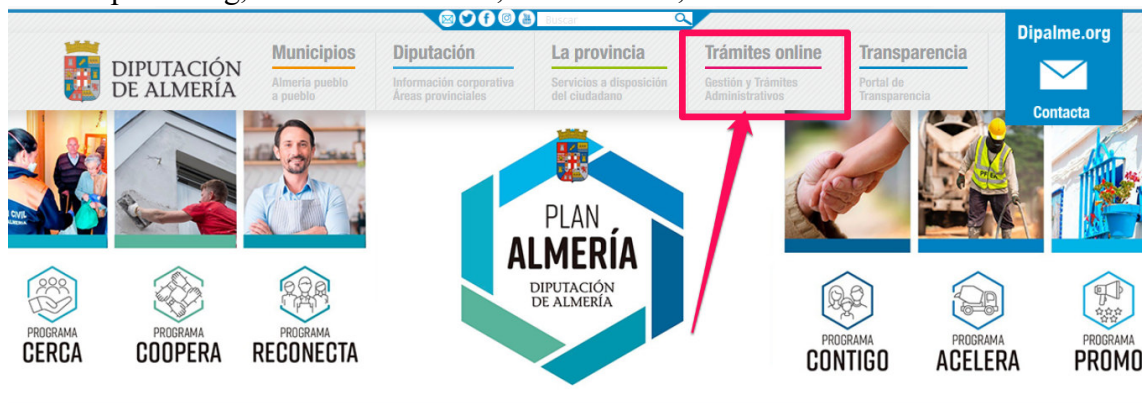 Buscar
DIPUTACIÓN
DE ALMERÍA
Municipios
Almería pueblo
a pueblo
Diputación
Información corporativa
Áreas provinciales
La provincia
Servicios a disposición
del ciudadano
Trámites online
Gestión y Trámites
Administrativos
Transparencia
Portal de
Transparencia
Dipalme.org
Contacta
PLAN
ALMERÍA
DIPUTACIÓN
DE ALMERÍA
PROGRAMA
CERCA
PROGRAMA
COOPERA
PROGRAMA
RECONECTA
PROGRAMA
CONTIGO
PROGRAMA
ACELERA
PROGRAMA
PROMO